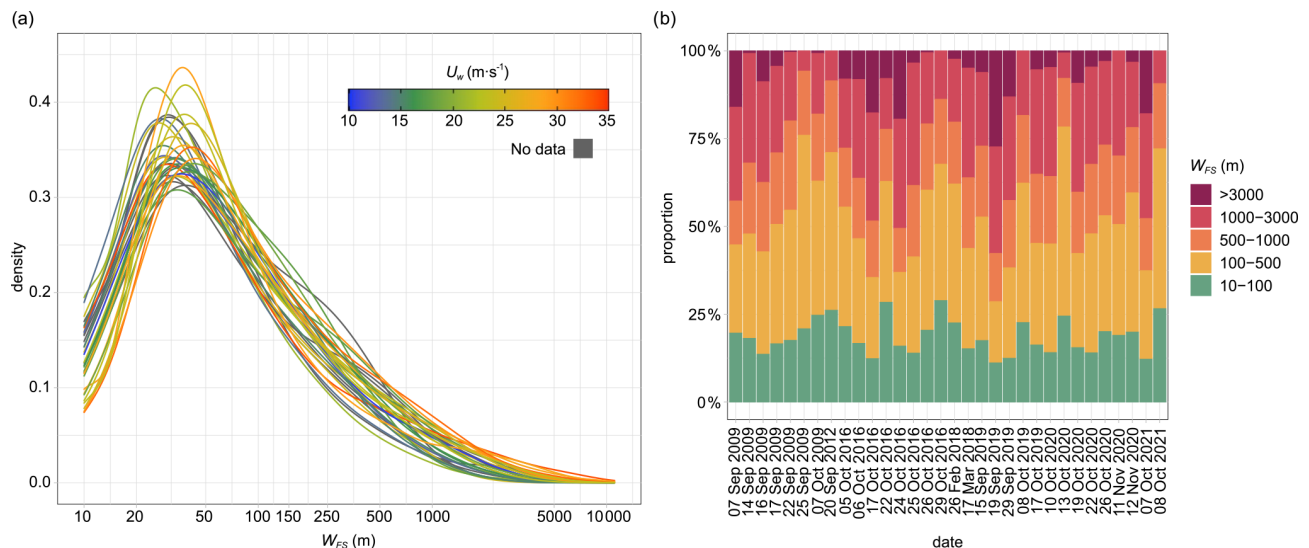 (a)
U_w (m·s⁻¹)
10 15 20 25 30 35
No data
density
0.4
0.3
0.2
0.1
0.0
10 20 50 100 150 250 500 1000 5000 10000
W_FS (m)
(b)
proportion
100%
75%
50%
25%
0%
07 Sep 2009
14 Sep 2009
16 Sep 2009
17 Sep 2009
22 Sep 2009
25 Sep 2009
07 Oct 2009
20 Sep 2012
05 Oct 2016
06 Oct 2016
17 Oct 2016
22 Oct 2016
24 Oct 2016
25 Oct 2016
26 Oct 2016
29 Oct 2016
26 Feb 2018
17 Mar 2018
15 Sep 2019
19 Sep 2019
29 Sep 2019
08 Oct 2019
17 Oct 2019
10 Oct 2020
13 Oct 2020
19 Oct 2020
22 Oct 2020
26 Oct 2020
11 Nov 2020
12 Nov 2020
07 Oct 2021
08 Oct 2021
date
W_FS (m)
>3000
1000−3000
500−1000
100−500
10−100